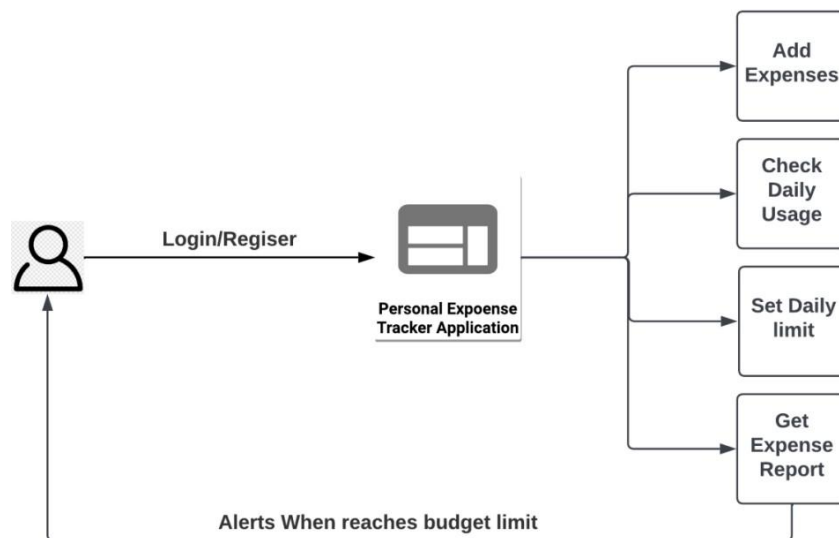 Add
Expenses
Check
Daily
Usage
Login/Regiser
Personal Expoense
Tracker Application
Set Daily
limit
Get
Expense
Report
Alerts When reaches budget limit